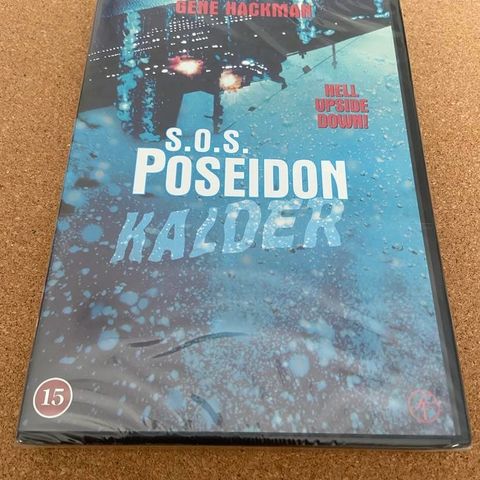 GENE HACKMAN
HELL
UPSIDE
DOWN!
S.O.S.
POSEIDON
KALDER
15